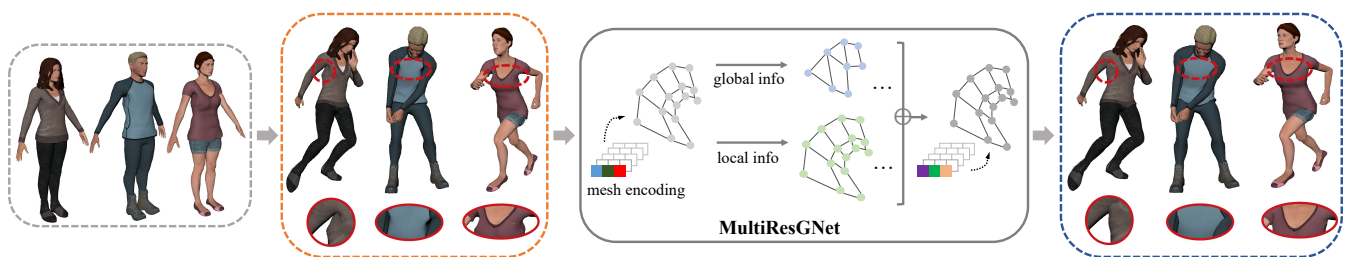 global info
...
local info
...
mesh encoding
MultiResGNet